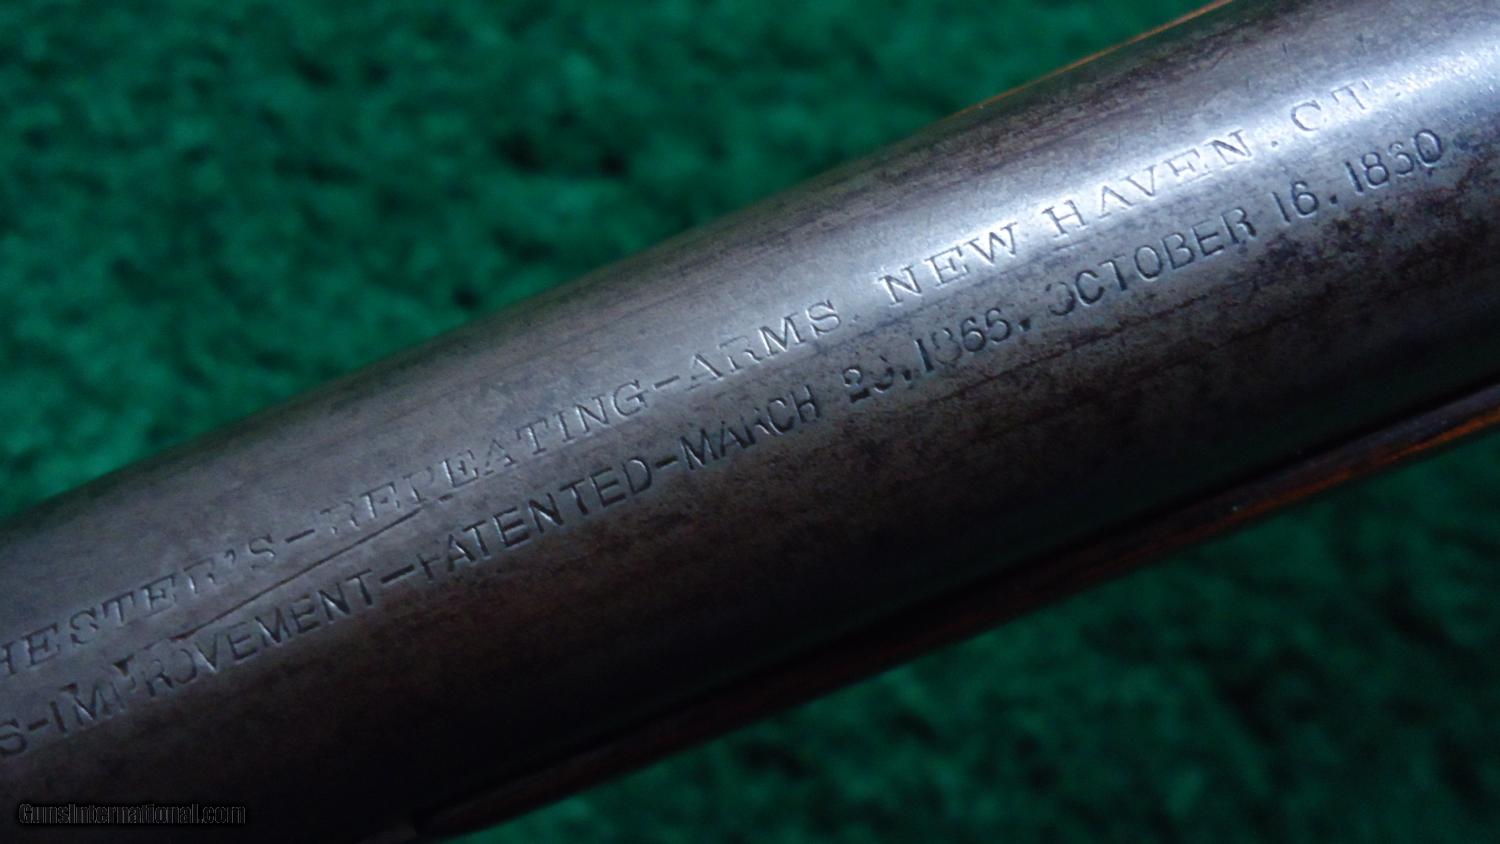 HESTER'S-REPEATING-ARMS. NEW HAVEN. CT.
S-IMPROVEMENT-PATENTED-MARCH 29.1866. OCTOBER 16.1860.
GunsInternational.com